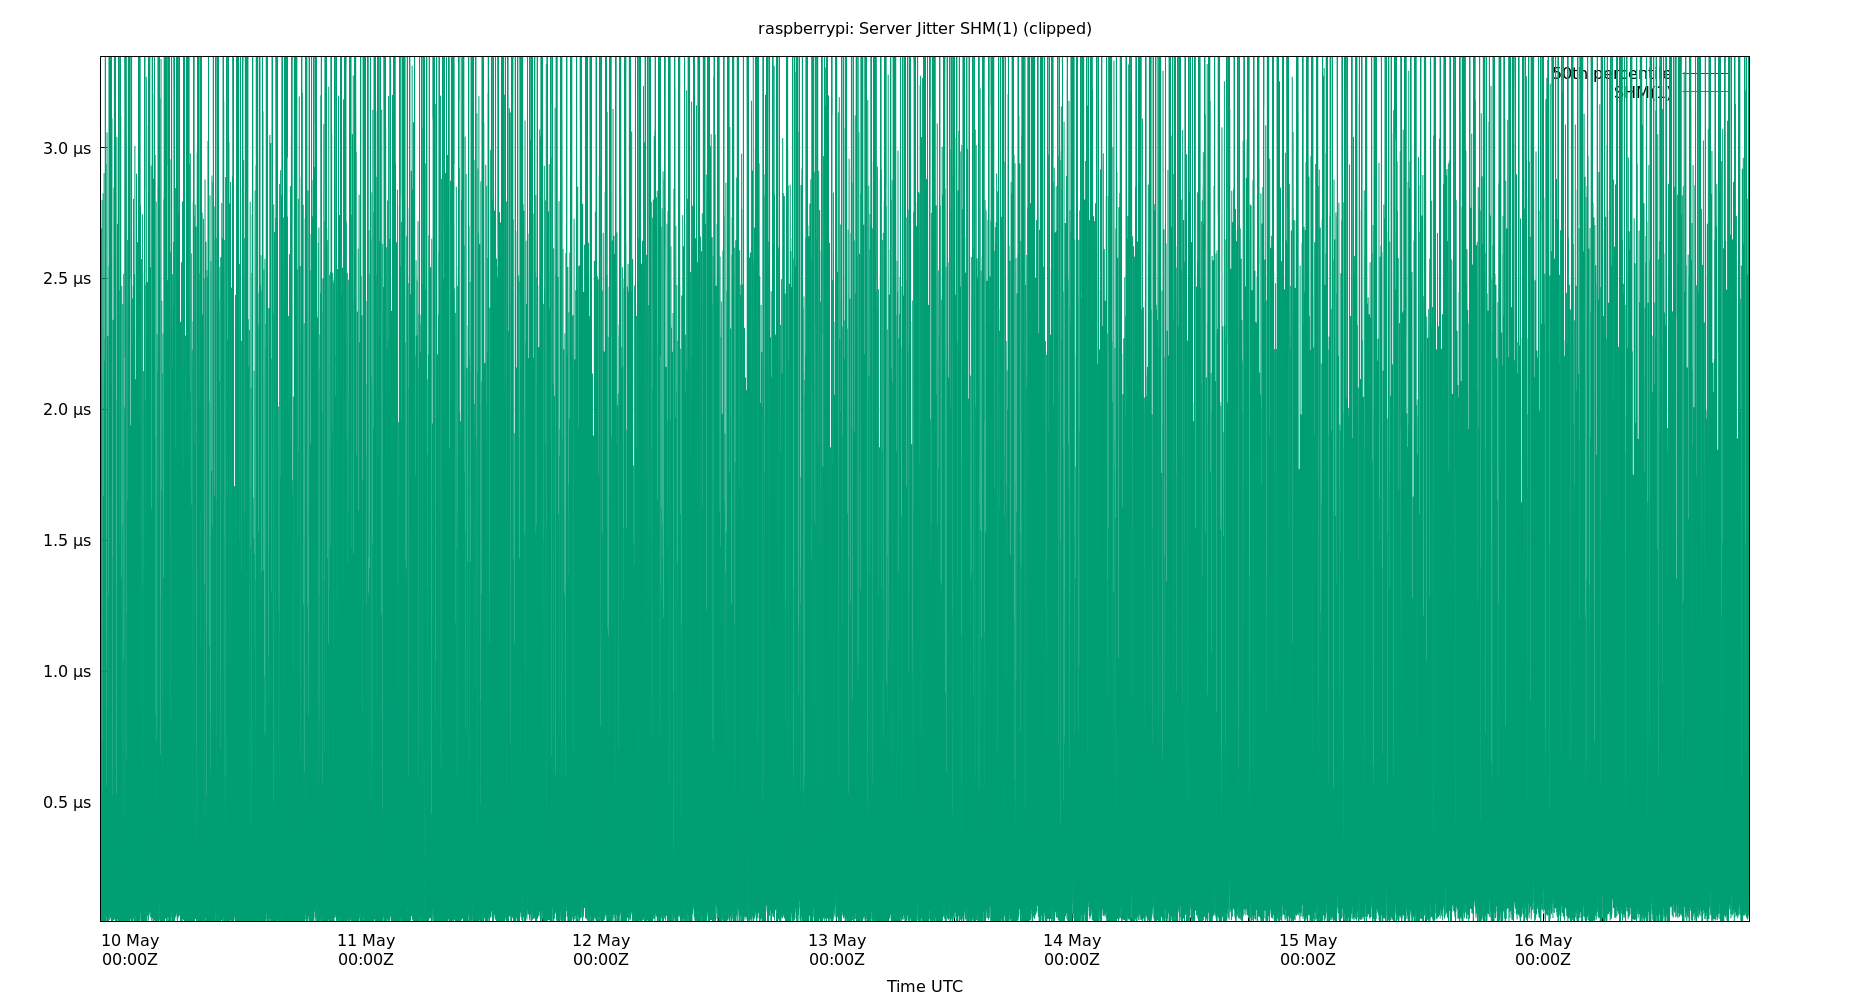 raspberrypi: Server Jitter SHM(1) (clipped)
50th percentile
SHM(1)
3.0 µs
2.5 µs
2.0 µs
1.5 µs
1.0 µs
0.5 µs
10 May 11 May 12 May 13 May 14 May 15 May 16 May
00:00Z 00:00Z 00:00Z 00:00Z 00:00Z 00:00Z 00:00Z
Time UTC